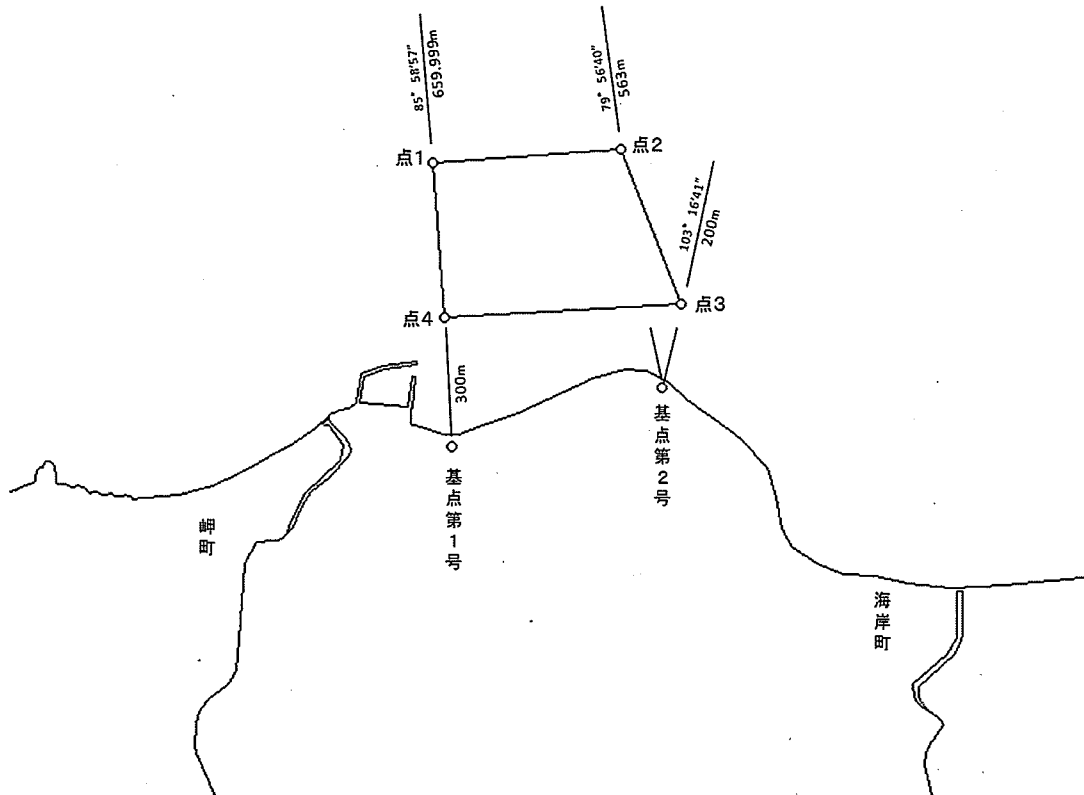 85° 58'57"
659.999m
79° 56'40"
563m
点1
点2
103° 16'41"
200m
点4
点3
300m
基点第1号
基点第2号
岬町
海岸町